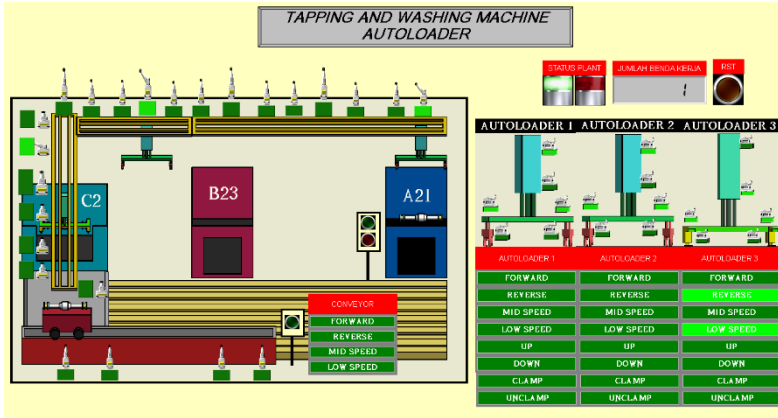 TAPPING AND WASHING MACHINE
AUTOLOADER
STATUS PLANT
JUMLAH BENDA KERJA
RST
1
AUTOLOADER 1
AUTOLOADER 2
AUTOLOADER 3
C2
B23
A21
AUTOLOADER 1
AUTOLOADER 2
AUTOLOADER 3
FORWARD
FORWARD
FORWARD
REVERSE
REVERSE
REVERSE
MID SPEED
MID SPEED
MID SPEED
LOW SPEED
LOW SPEED
LOW SPEED
UP
UP
UP
DOWN
DOWN
DOWN
CLAMP
CLAMP
CLAMP
UNCLAMP
UNCLAMP
UNCLAMP
CONVEYOR
FORWARD
REVERSE
MID SPEED
LOW SPEED